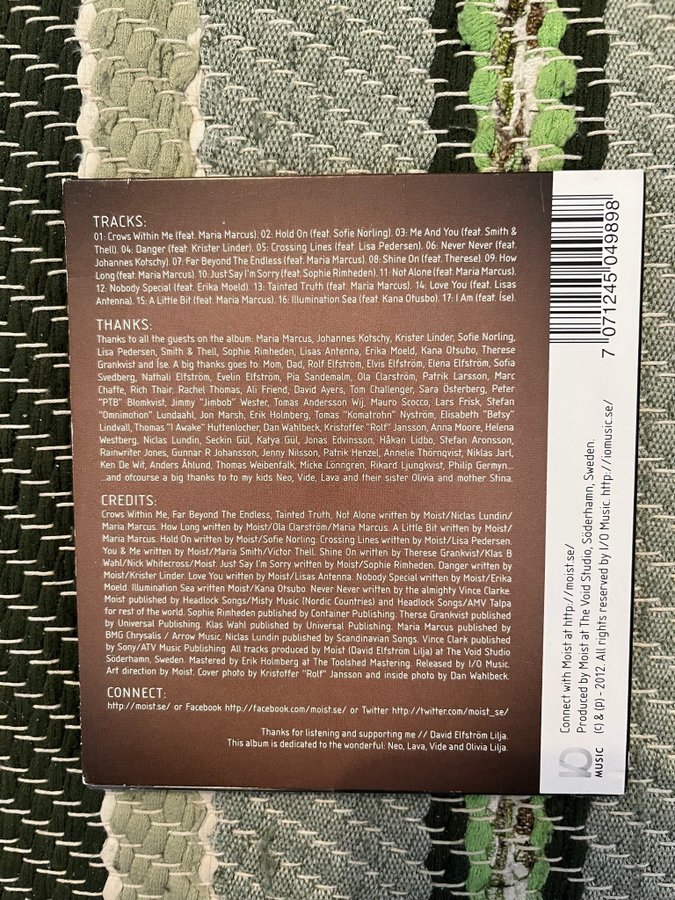 TRACKS:
01: Crows Within Me (feat. Maria Marcus). 02: Hold On (feat. Sofie Norling). 03: Me And You (feat. Smith &
Thell). 04: Danger (feat. Krister Linder). 05: Crossing Lines (feat. Lisa Pedersen). 06: Never Never (feat.
Johannes Kotschy). 07: Far Beyond The Endless (feat. Maria Marcus). 08: Shine On (feat. Therese). 09: How
Long (feat. Maria Marcus). 10: Just Say I'm Sorry (feat. Sophie Rimheden). 11: Not Alone (feat. Maria Marcus).
12: Nobody Special (feat. Erika Moeld). 13: Tainted Truth (feat. Maria Marcus). 14: Love You (feat. Lisas
Antenna). 15: A Little Bit (feat. Maria Marcus). 16: Illumination Sea (feat. Kana Otusbo). 17: I Am (feat. Íse).
THANKS:
Thanks to all the guests on the album: Maria Marcus, Johannes Kotschy, Krister Linder, Sofie Norling,
Lisa Pedersen, Smith & Thell, Sophie Rimheden, Lisas Antenna, Erika Moeld, Kana Otsubo, Therese
Grankvist and Íse. A big thanks goes to: Mom, Dad, Rolf Elfström, Elvis Elfström, Elena Elfström, Sofia
Svedberg, Nathali Elfström, Evelin Elfström, Pia Sandemalm, Ola Clarström, Patrik Larsson, Marc
Chaffe, Rich Thair, Rachel Thomas, Ali Friend, David Ayers, Tom Challenger, Sara Österberg, Peter
"PTB" Blomkvist, Jimmy "Jimbob" Wester, Tomas Andersson Wij, Mauro Scocco, Lars Frisk, Stefan
"Omnimotion" Lundaahl, Jon Marsh, Erik Holmberg, Tomas "Komatrohn" Nyström, Elisabeth "Betsy"
Lindvall, Thomas "I Awake" Huttenlocher, Dan Wahlbeck, Kristoffer "Rolf" Jansson, Anna Moore, Helena
Westberg, Niclas Lundin, Seckin Gül, Katya Gül, Jonas Edvinsson, Håkan Lidbo, Stefan Aronsson,
Rainwriter Jones, Gunnar R Johansson, Jenny Nilsson, Patrik Henzel, Annelie Thörnqvist, Niklas Jarl,
Ken De Wif, Anders Åhlund, Thomas Weibenfalk, Micke Lönngren, Rikard Ljungkvist, Philip Germyn...
...and ofcourse a big thanks to to my kids Neo, Vide, Lava and their sister Olivia and mother Stina.
CREDITS:
Crows Within Me, Far Beyond The Endless, Tainted Truth, Not Alone written by Moist/Niclas Lundin/
Maria Marcus. How Long written by Moist/Ola Clarström/Maria Marcus. A Little Bit written by Moist/
Maria Marcus. Hold On written by Moist/Sofie Norling. Crossing Lines written by Moist/Lisa Pedersen.
You & Me written by Moist/Maria Smith/Victor Thell. Shine On written by Therese Grankvist/Klas B
Wahl/Nick Whitecross/Moist. Just Say I'm Sorry written by Moist/Sophie Rimheden. Danger written by
Moist/Krister Linder. Love You written by Moist/Lisas Antenna. Nobody Special written by Moist/Erika
Moeld. Illumination Sea written Moist/Kana Otsubo. Never Never written by the almighty Vince Clarke.
Moist published by Headlock Songs/Misty Music (Nordic Countries) and Headlock Songs/AMV Talpa
for rest of the world. Sophie Rimheden published by Container Publishing. Therse Grankvist published
by Universal Publishing. Klas Wahl published by Universal Publishing. Maria Marcus published by
BMG Chrysalis / Arrow Music. Niclas Lundin published by Scandinavian Songs. Vince Clark published
by Sony/ATV Music Publishing. All tracks produced by Moist (David Elfström Lilja) at The Void Studio
Söderhamn, Sweden. Mastered by Erik Holmberg at The Toolshed Mastering. Released by I/O Music.
Art direction by Moist. Cover photo by Kristoffer "Rolf" Jansson and inside photo by Dan Wahlbeck.
CONNECT:
http://moist.se/ or Facebook http://facebook.com/moist.se/ or Twitter http://twitter.com/moist_se/
Thanks for listening and supporting me // David Elfström Lilja.
This album is dedicated to the wonderful: Neo, Lava, Vide and Olivia Lilja.
7 071245 049898
Connect with Moist at http://moist.se/
Produced by Moist at The Void Studio, Söderhamn, Sweden.
(c) & (p) - 2012. All rights reserved by I/O Music. http://iomusic.se/
IO
MUSIC